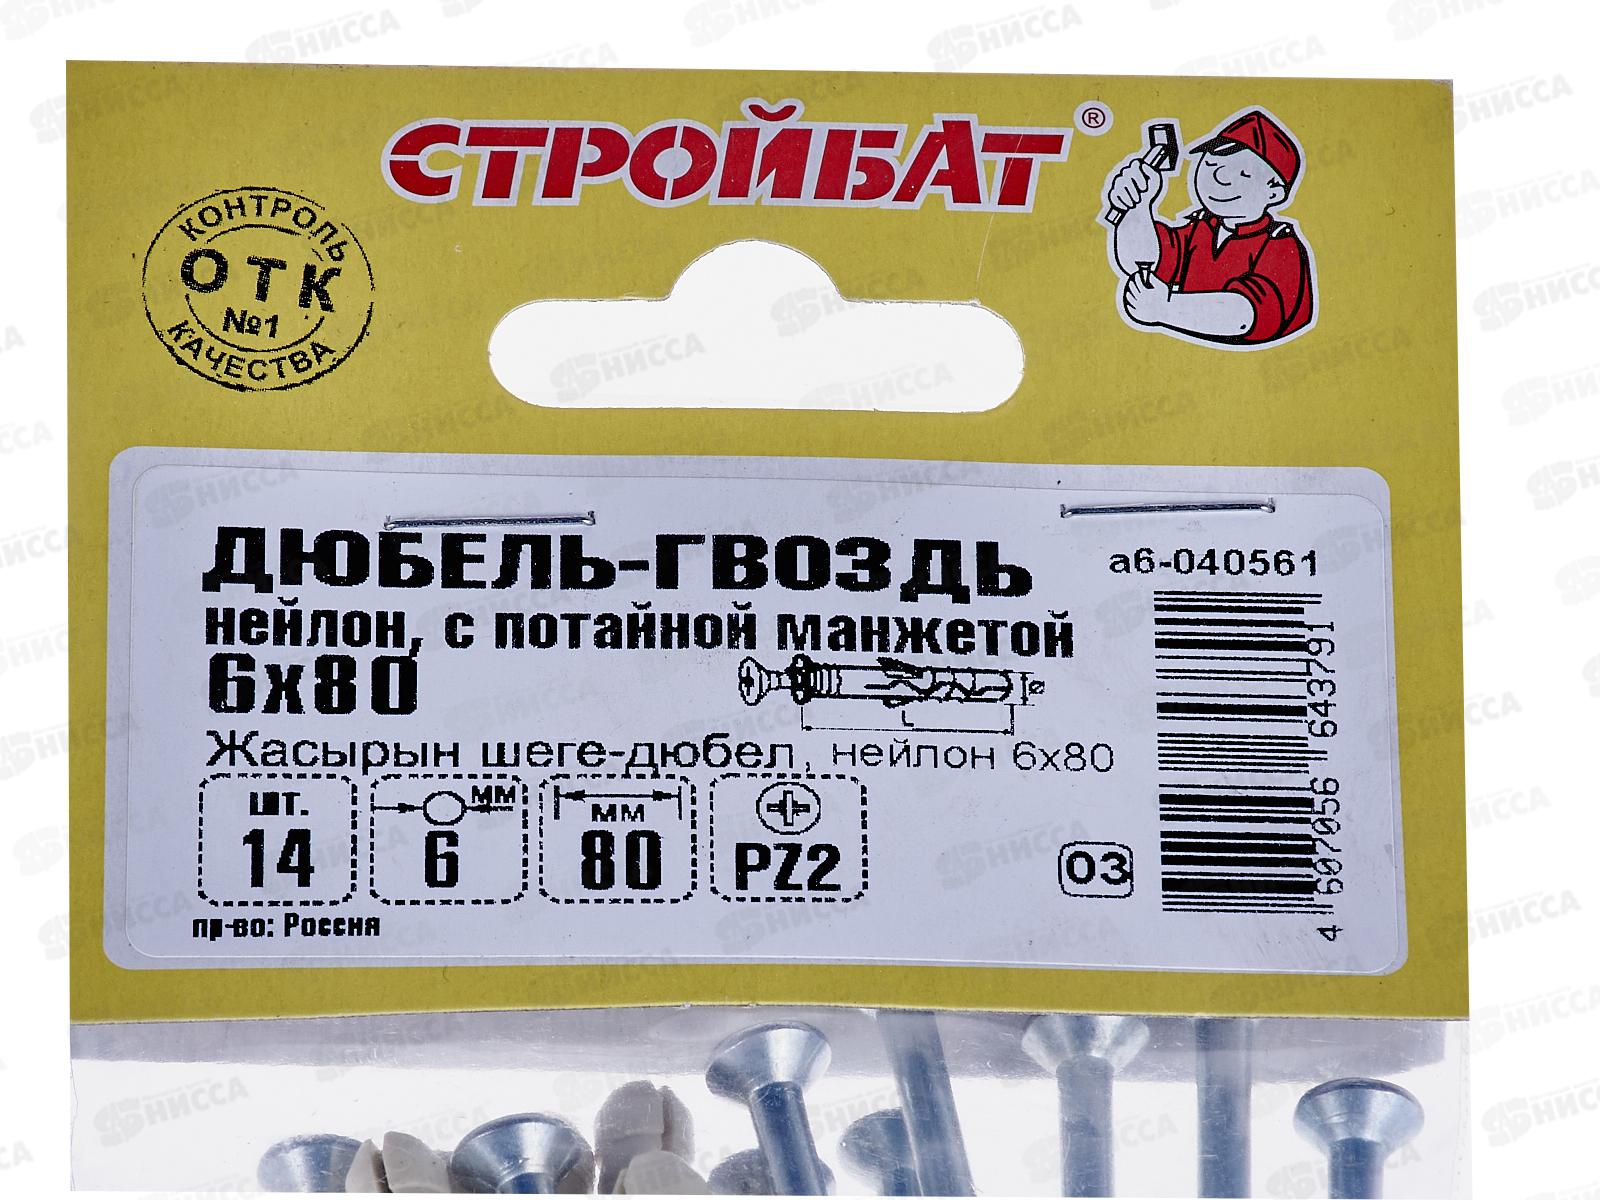 СТРОЙБАТ®
КОНТРОЛЬ
ОТК
№1
КАЧЕСТВА
ДЮБЕЛЬ-ГВОЗДЬ
а6-040561
нейлон, с потайной манжетой
6х80
L
ø
Жасырын шеге-дюбел, нейлон 6х80
шт.
14
мм
6
мм
80
PZ2
03
4 607056 643791
пр-во: Россия
НИССА